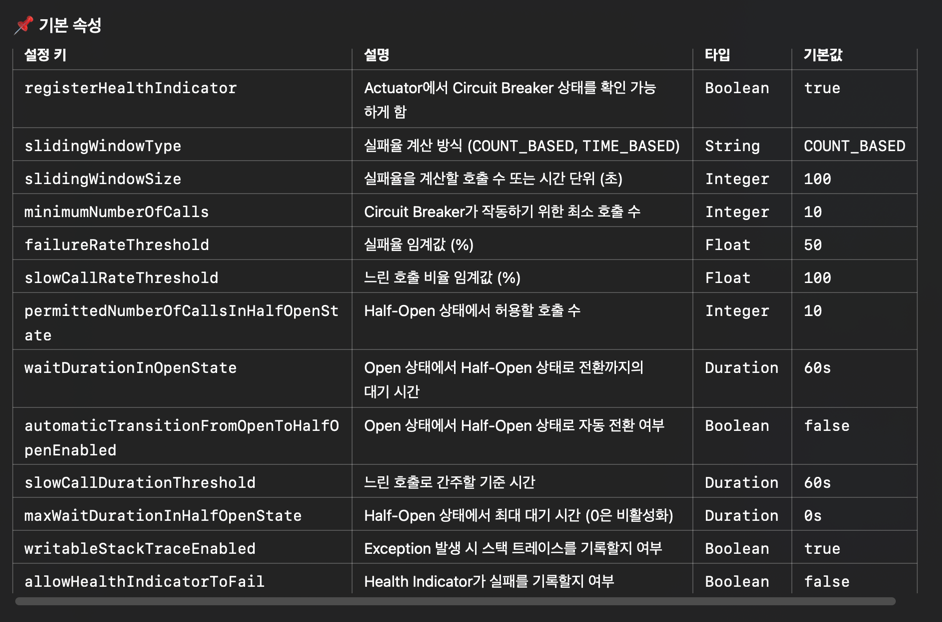 📌 기본 속성
설정 키 설명 타입 기본값
registerHealthIndicator Actuator에서 Circuit Breaker 상태를 확인 가능 Boolean true
하게 함
slidingWindowType 실패율 계산 방식 (COUNT_BASED, TIME_BASED) String COUNT_BASED
slidingWindowSize 실패율을 계산할 호출 수 또는 시간 단위 (초) Integer 100
minimumNumberOfCalls Circuit Breaker가 작동하기 위한 최소 호출 수 Integer 10
failureRateThreshold 실패율 임계값 (%) Float 50
slowCallRateThreshold 느린 호출 비율 임계값 (%) Float 100
permittedNumberOfCallsInHalfOpenSt Half-Open 상태에서 허용할 호출 수 Integer 10
ate
waitDurationInOpenState Open 상태에서 Half-Open 상태로 전환까지의 Duration 60s
대기 시간
automaticTransitionFromOpenToHalfO Open 상태에서 Half-Open 상태로 자동 전환 여부 Boolean false
penEnabled
slowCallDurationThreshold 느린 호출로 간주할 기준 시간 Duration 60s
maxWaitDurationInHalfOpenState Half-Open 상태에서 최대 대기 시간 (0은 비활성화) Duration 0s
writableStackTraceEnabled Exception 발생 시 스택 트레이스를 기록할지 여부 Boolean true
allowHealthIndicatorToFail Health Indicator가 실패를 기록할지 여부 Boolean false